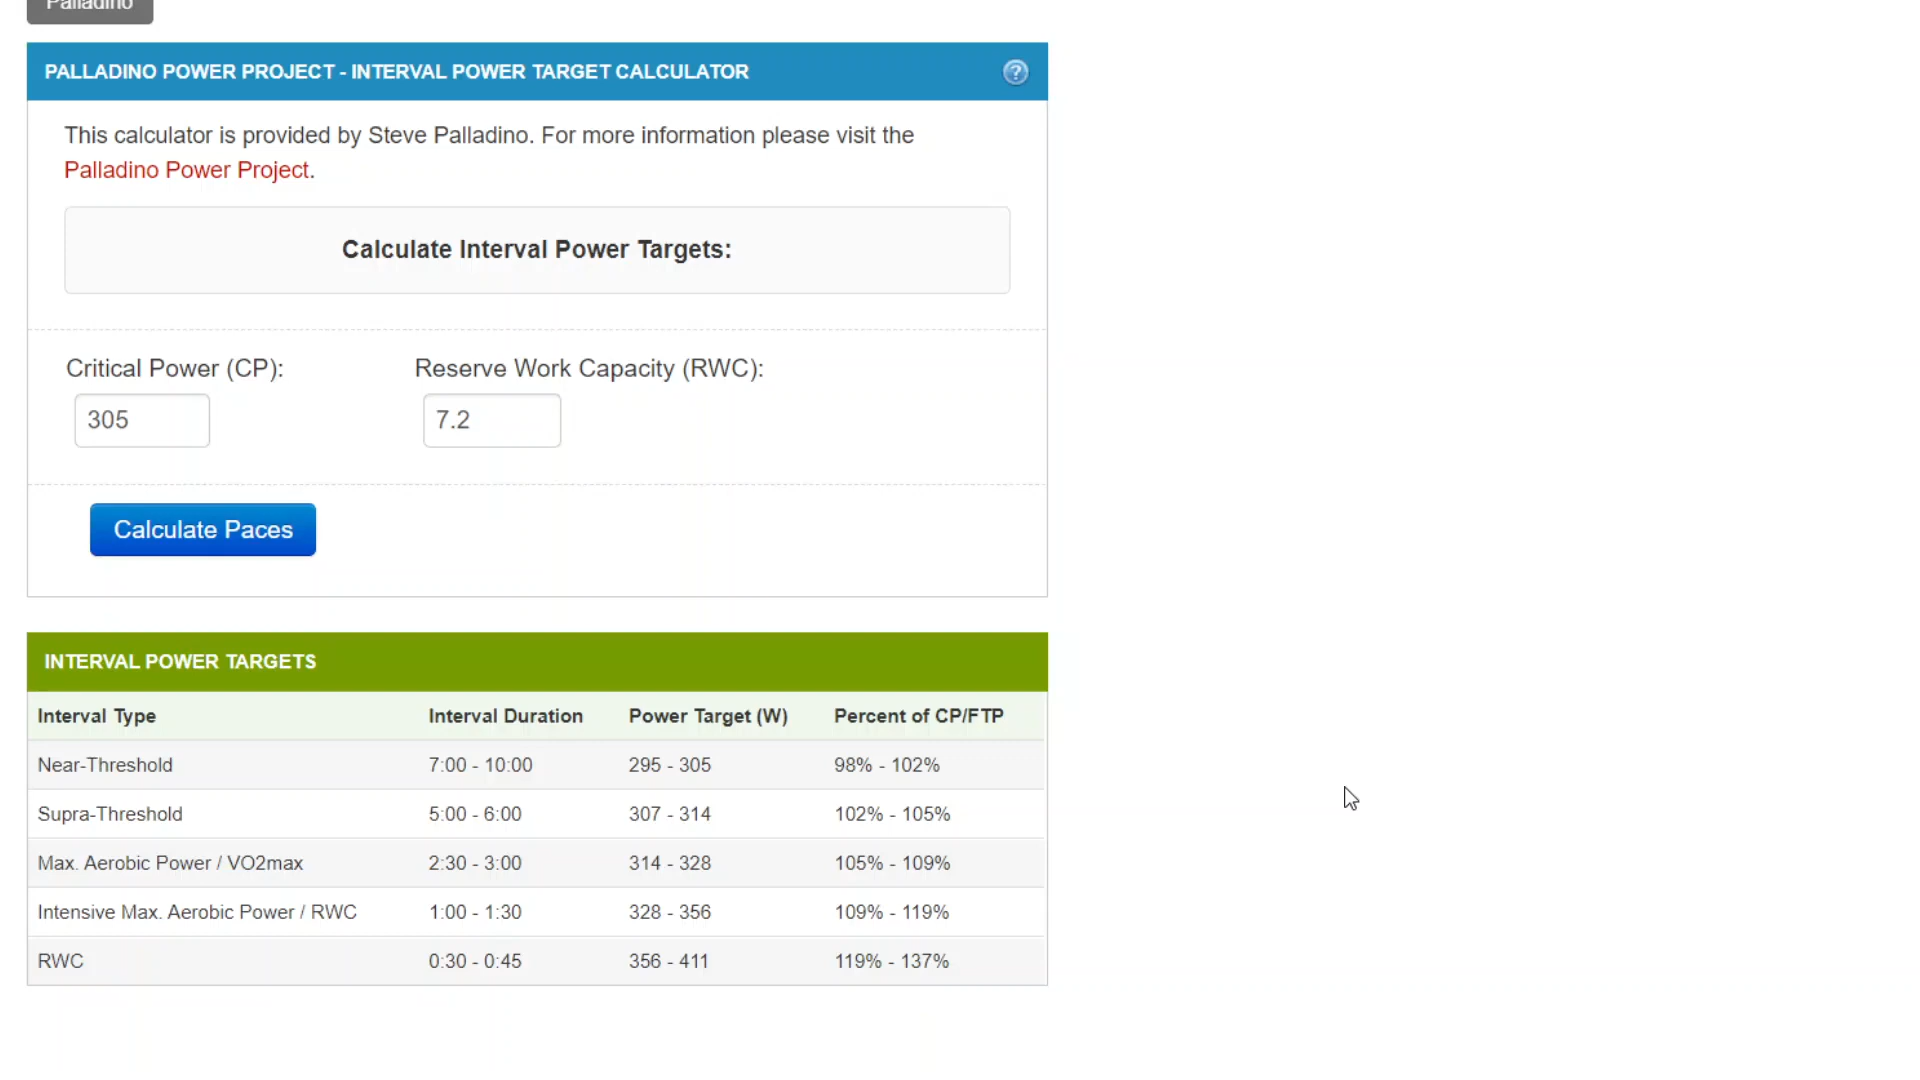 Palladino
PALLADINO POWER PROJECT - INTERVAL POWER TARGET CALCULATOR ?
This calculator is provided by Steve Palladino. For more information please visit the
Palladino Power Project.
Calculate Interval Power Targets:
Critical Power (CP): Reserve Work Capacity (RWC):
305 7.2
Calculate Paces
INTERVAL POWER TARGETS
Interval Type Interval Duration Power Target (W) Percent of CP/FTP
Near-Threshold 7:00 - 10:00 295 - 305 98% - 102%
Supra-Threshold 5:00 - 6:00 307 - 314 102% - 105%
Max. Aerobic Power / VO2max 2:30 - 3:00 314 - 328 105% - 109%
Intensive Max. Aerobic Power / RWC 1:00 - 1:30 328 - 356 109% - 119%
RWC 0:30 - 0:45 356 - 411 119% - 137%